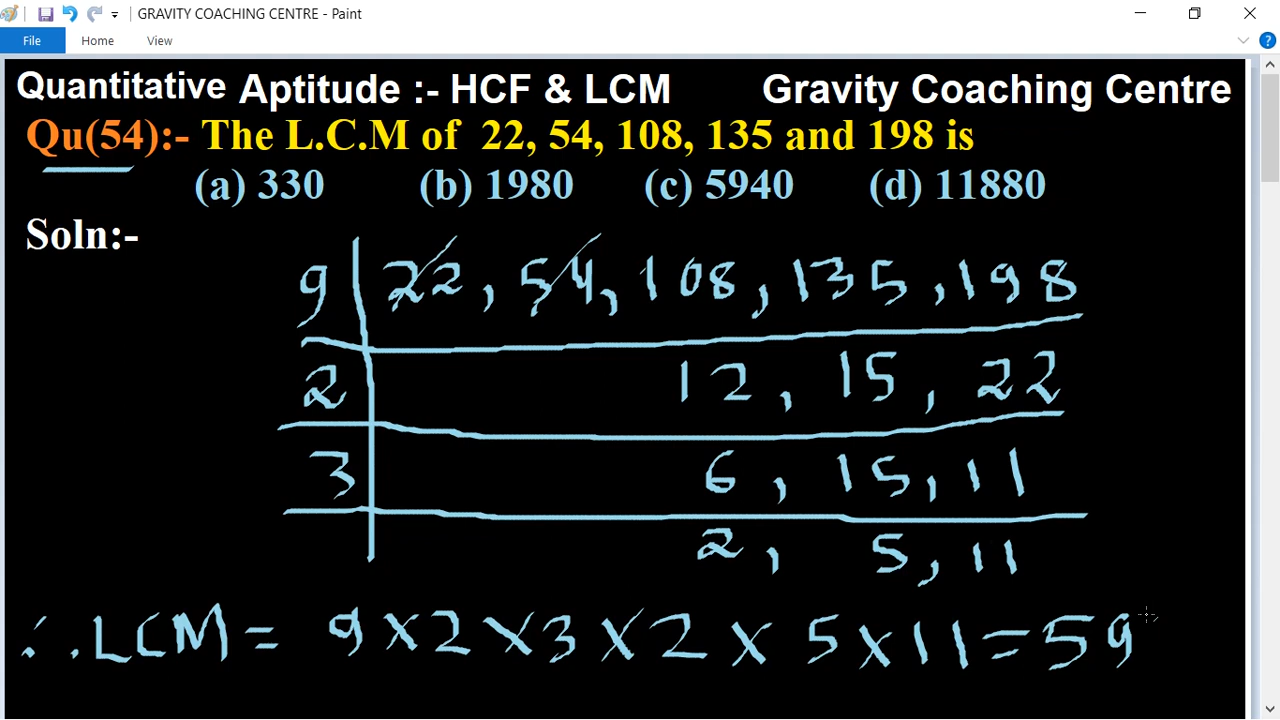 GRAVITY COACHING CENTRE - Paint
File Home View
Quantitative Aptitude :- HCF & LCM Gravity Coaching Centre
Qu(54):- The L.C.M of 22, 54, 108, 135 and 198 is
(a) 330 (b) 1980 (c) 5940 (d) 11880
Soln:-
9 22, 54, 108, 135, 198
2 12, 15, 22
3 6, 15, 11
2, 5, 11
∴ LCM = 9 X 2 X 3 X 2 X 5 X 11 = 59